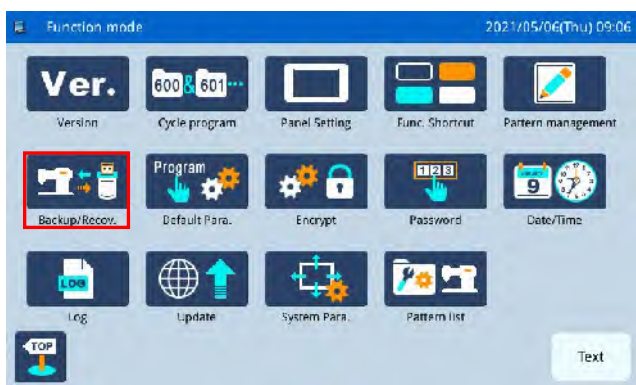 Function mode 2021/05/06(Thu) 09:06
Ver. 600 & 601...
Version Cycle program Panel Setting Func. Shortcut Pattern management
Program 123 9
Backup/Recov. Default Para. Encrypt Password Date/Time
LOG
Log Update System Para. Pattern list
TOP
Text